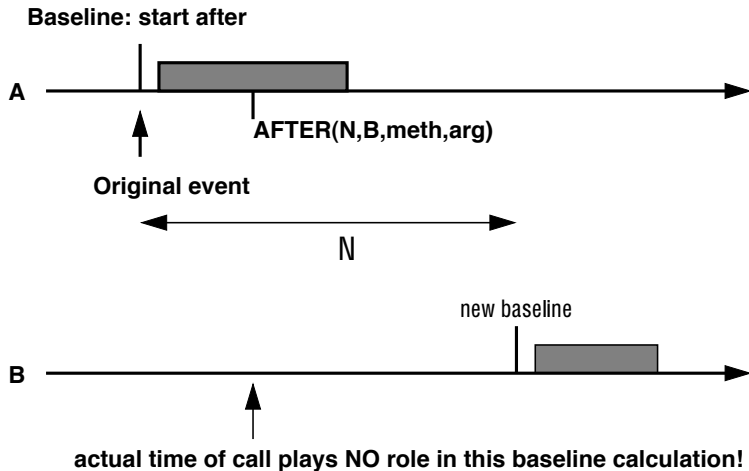 Baseline: start after
A
AFTER(N,B,meth,arg)
Original event
N
new baseline
B
actual time of call plays NO role in this baseline calculation!